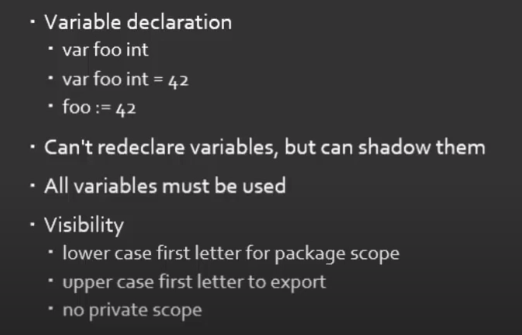 · Variable declaration
· var foo int
· var foo int = 42
· foo := 42
· Can't redeclare variables, but can shadow them
· All variables must be used
· Visibility
· lower case first letter for package scope
· upper case first letter to export
· no private scope